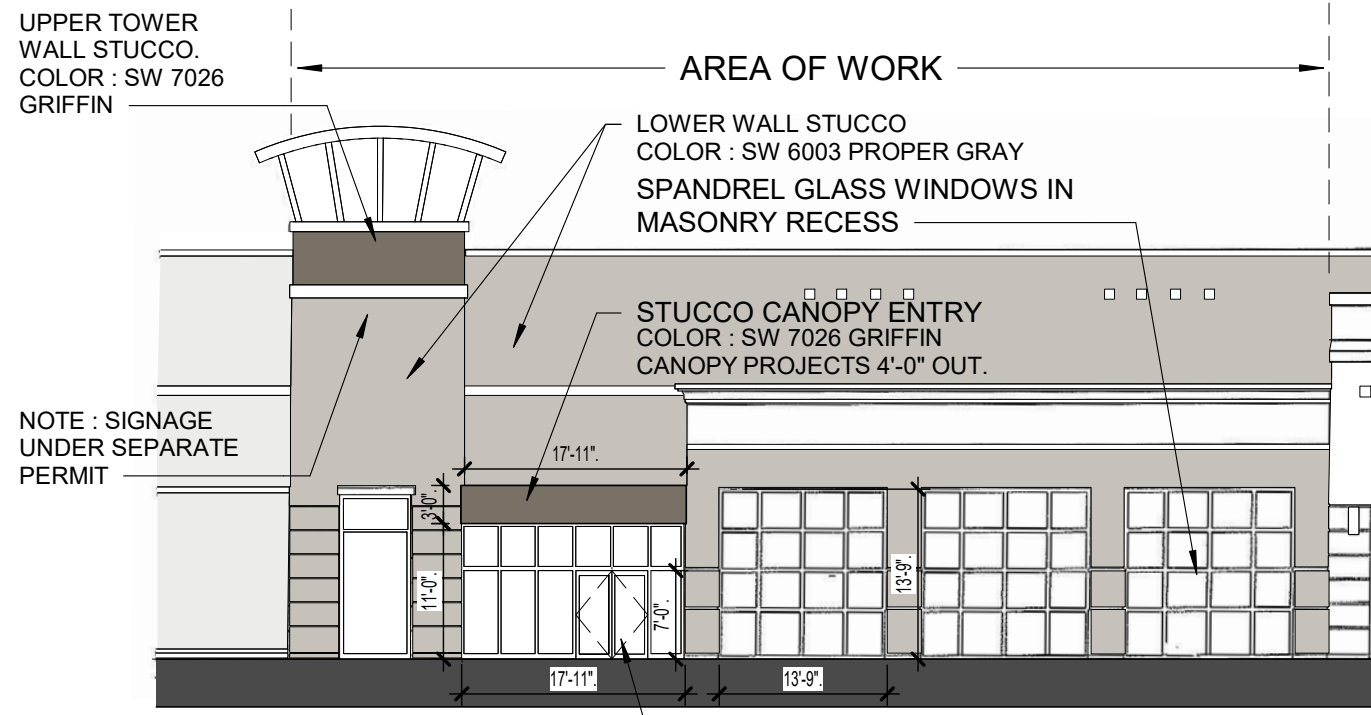 UPPER TOWER
WALL STUCCO.
COLOR : SW 7026
GRIFFIN
AREA OF WORK
LOWER WALL STUCCO
COLOR : SW 6003 PROPER GRAY
SPANDREL GLASS WINDOWS IN
MASONRY RECESS
STUCCO CANOPY ENTRY
COLOR : SW 7026 GRIFFIN
CANOPY PROJECTS 4'-0" OUT.
NOTE : SIGNAGE
UNDER SEPARATE
PERMIT
17'-11".
3'-0".
11'-0".
7'-0".
13'-9".
17'-11".
13'-9".